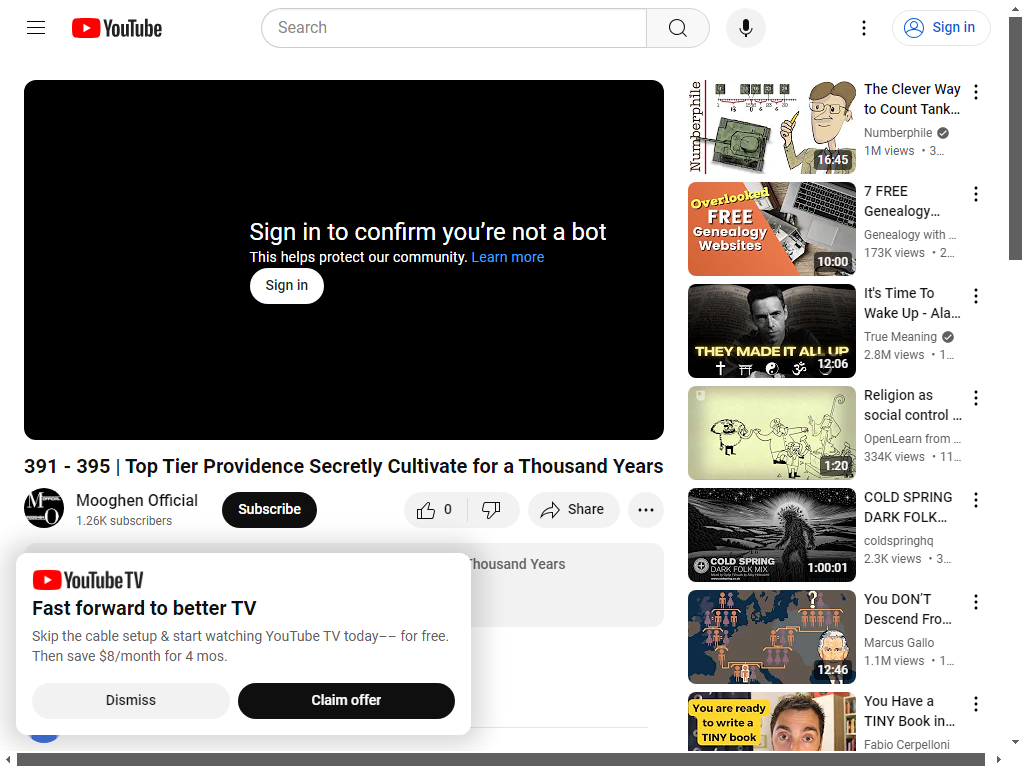 YouTube
Search
Sign in
Sign in to confirm you’re not a bot
This helps protect our community. Learn more
Sign in
391 - 395 | Top Tier Providence Secretly Cultivate for a Thousand Years
Mooghen Official
1.26K subscribers
Subscribe
0
Share
Thousand Years
YouTube TV
Fast forward to better TV
Skip the cable setup & start watching YouTube TV today–– for free.
Then save $8/month for 4 mos.
Dismiss
Claim offer
Numberphile
16:45
The Clever Way
to Count Tank...
Numberphile
1M views • 3...
Overlooked
FREE
Genealogy
Websites
10:00
7 FREE
Genealogy...
Genealogy with ...
173K views • 2...
THEY MADE IT ALL UP
12:06
It's Time To
Wake Up - Ala...
True Meaning
2.8M views • 1...
1:20
Religion as
social control ...
OpenLearn from ...
334K views • 11...
COLD SPRING
DARK FOLK MIX
1:00:01
COLD SPRING
DARK FOLK...
coldspringhq
2.3K views • 3...
?
12:46
You DON'T
Descend Fro...
Marcus Gallo
1.1M views • 1...
You are ready
to write a
TINY book
You Have a
TINY Book in...
Fabio Cerpelloni